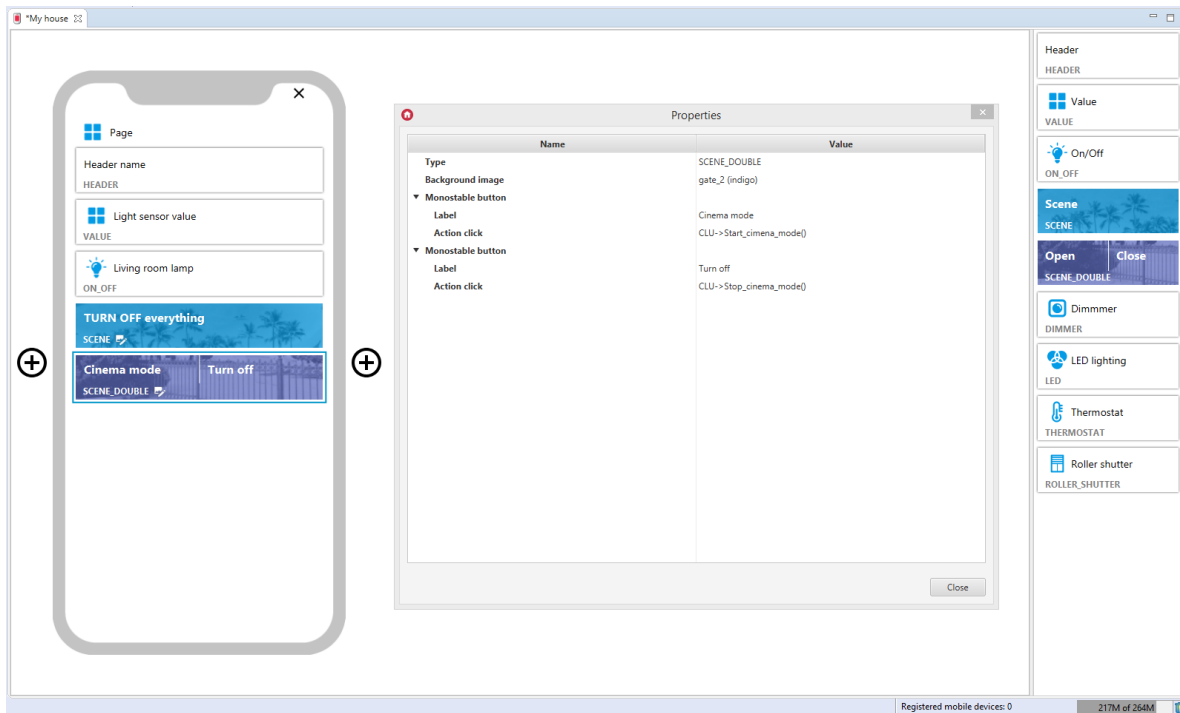 *My house
Page
Header name
HEADER
Light sensor value
VALUE
Living room lamp
ON_OFF
TURN OFF everything
SCENE
Cinema mode Turn off
SCENE_DOUBLE
Properties
Name Value
Type SCENE_DOUBLE
Background image gate_2 (indigo)
Monostable button
Label Cinema mode
Action click CLU->Start_cimena_mode()
Monostable button
Label Turn off
Action click CLU->Stop_cinema_mode()
Close
Header
HEADER
Value
VALUE
On/Off
ON_OFF
Scene
SCENE
Open Close
SCENE_DOUBLE
Dimmmer
DIMMER
LED lighting
LED
Thermostat
THERMOSTAT
Roller shutter
ROLLER_SHUTTER
Registered mobile devices: 0 217M of 264M